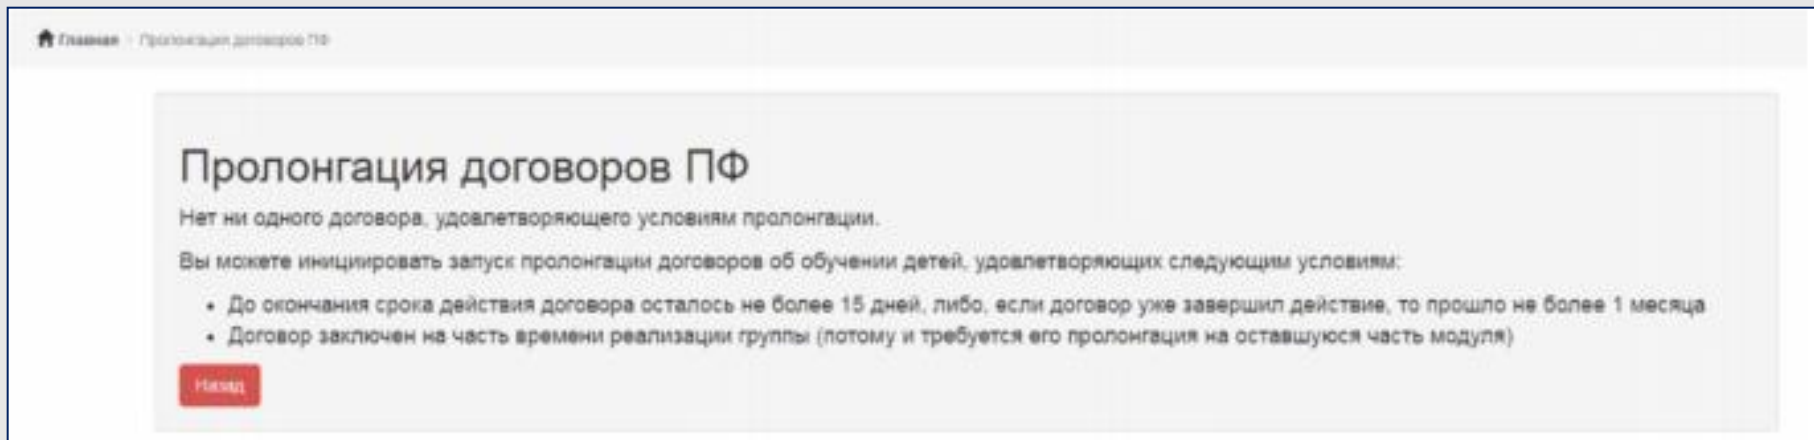 Главная Пролонгация договоров ПФ
Пролонгация договоров ПФ
Нет ни одного договора, удовлетворяющего условиям пролонгации.
Вы можете инициировать запуск пролонгации договоров об обучении детей, удовлетворяющих следующим условиям:
• До окончания срока действия договора осталось не более 15 дней, либо, если договор уже завершил действие, то прошло не более 1 месяца
• Договор заключен на часть времени реализации группы (потому и требуется его пролонгация на оставшуюся часть модуля)
Назад